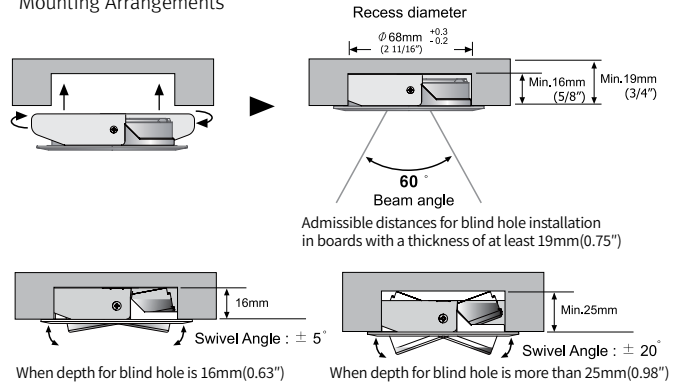 Mounting Arrangements
Recess diameter
Φ68mm +0.3 -0.2
(2 11/16")
Min.16mm
(5/8")
Min.19mm
(3/4")
60°
Beam angle
Admissible distances for blind hole installation
in boards with a thickness of at least 19mm(0.75")
16mm
Swivel Angle : ± 5°
When depth for blind hole is 16mm(0.63")
Min.25mm
Swivel Angle : ± 20°
When depth for blind hole is more than 25mm(0.98")